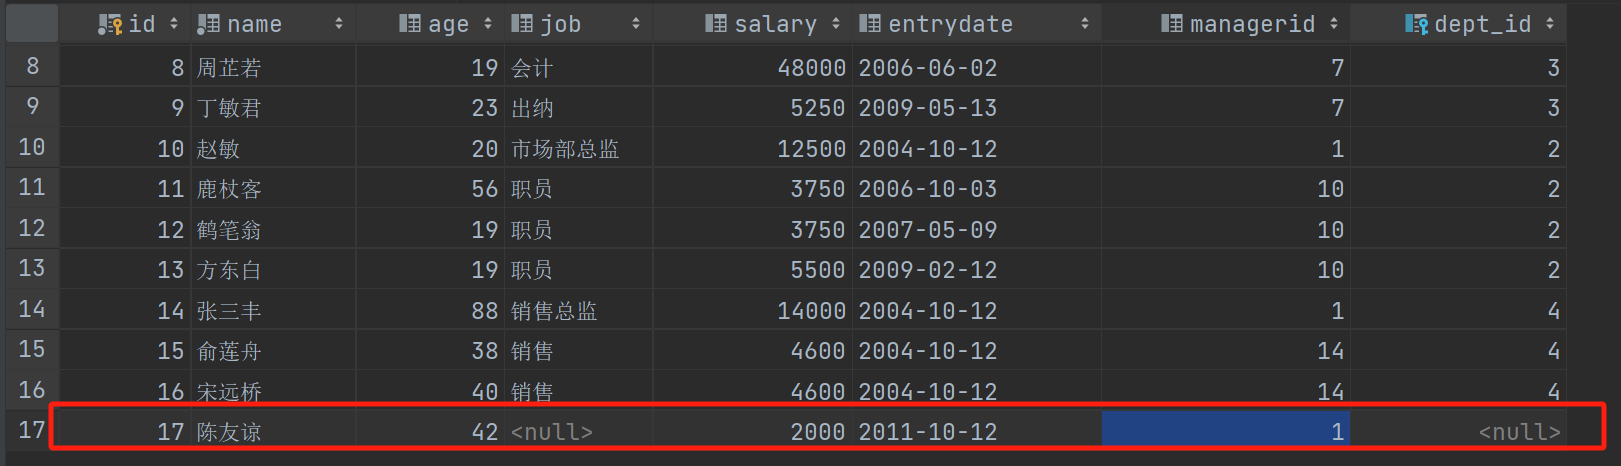 id name age job salary entrydate managerid dept_id
8 8 周芷若 19 会计 48000 2006-06-02 7 3
9 9 丁敏君 23 出纳 5250 2009-05-13 7 3
10 10 赵敏 20 市场部总监 12500 2004-10-12 1 2
11 11 鹿杖客 56 职员 3750 2006-10-03 10 2
12 12 鹤笔翁 19 职员 3750 2007-05-09 10 2
13 13 方东白 19 职员 5500 2009-02-12 10 2
14 14 张三丰 88 销售总监 14000 2004-10-12 1 4
15 15 俞莲舟 38 销售 4600 2004-10-12 14 4
16 16 宋远桥 40 销售 4600 2004-10-12 14 4
17 17 陈友谅 42 <null> 2000 2011-10-12 1 <null>